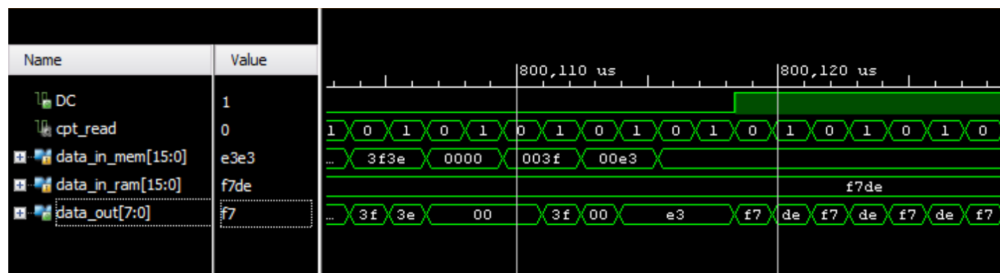 Name Value
800,110 us 800,120 us
DC 1
cpt_read 0 1 0 1 0 1 0 1 0 1 0 1 0 1 0 1 0 1 0
data_in_mem[15:0] e3e3 ... 3f3e 0000 003f 00e3
data_in_ram[15:0] f7de f7de
data_out[7:0] f7 ... 3f 3e 00 3f 00 e3 f7 de f7 de f7 de f7